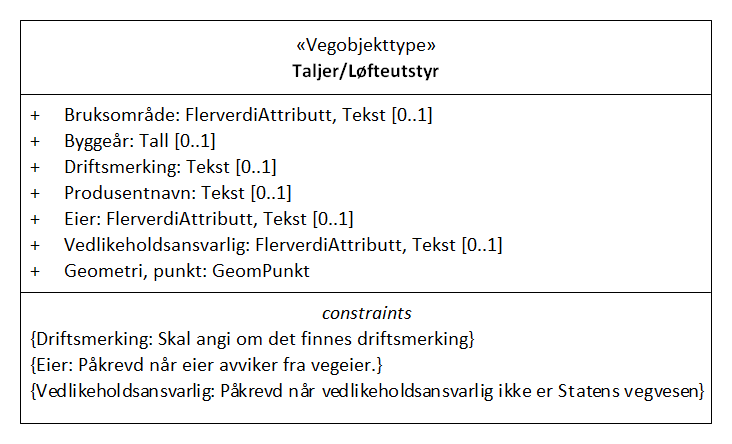 «Vegobjekttype»
Taljer/Løfteutstyr
+ Bruksområde: FlerverdiAttributt, Tekst [0..1]
+ Byggeår: Tall [0..1]
+ Driftsmerking: Tekst [0..1]
+ Produsentnavn: Tekst [0..1]
+ Eier: FlerverdiAttributt, Tekst [0..1]
+ Vedlikeholdsansvarlig: FlerverdiAttributt, Tekst [0..1]
+ Geometri, punkt: GeomPunkt
constraints
{Driftsmerking: Skal angi om det finnes driftsmerking}
{Eier: Påkrevd når eier avviker fra vegeier.}
{Vedlikeholdsansvarlig: Påkrevd når vedlikeholdsansvarlig ikke er Statens vegvesen}